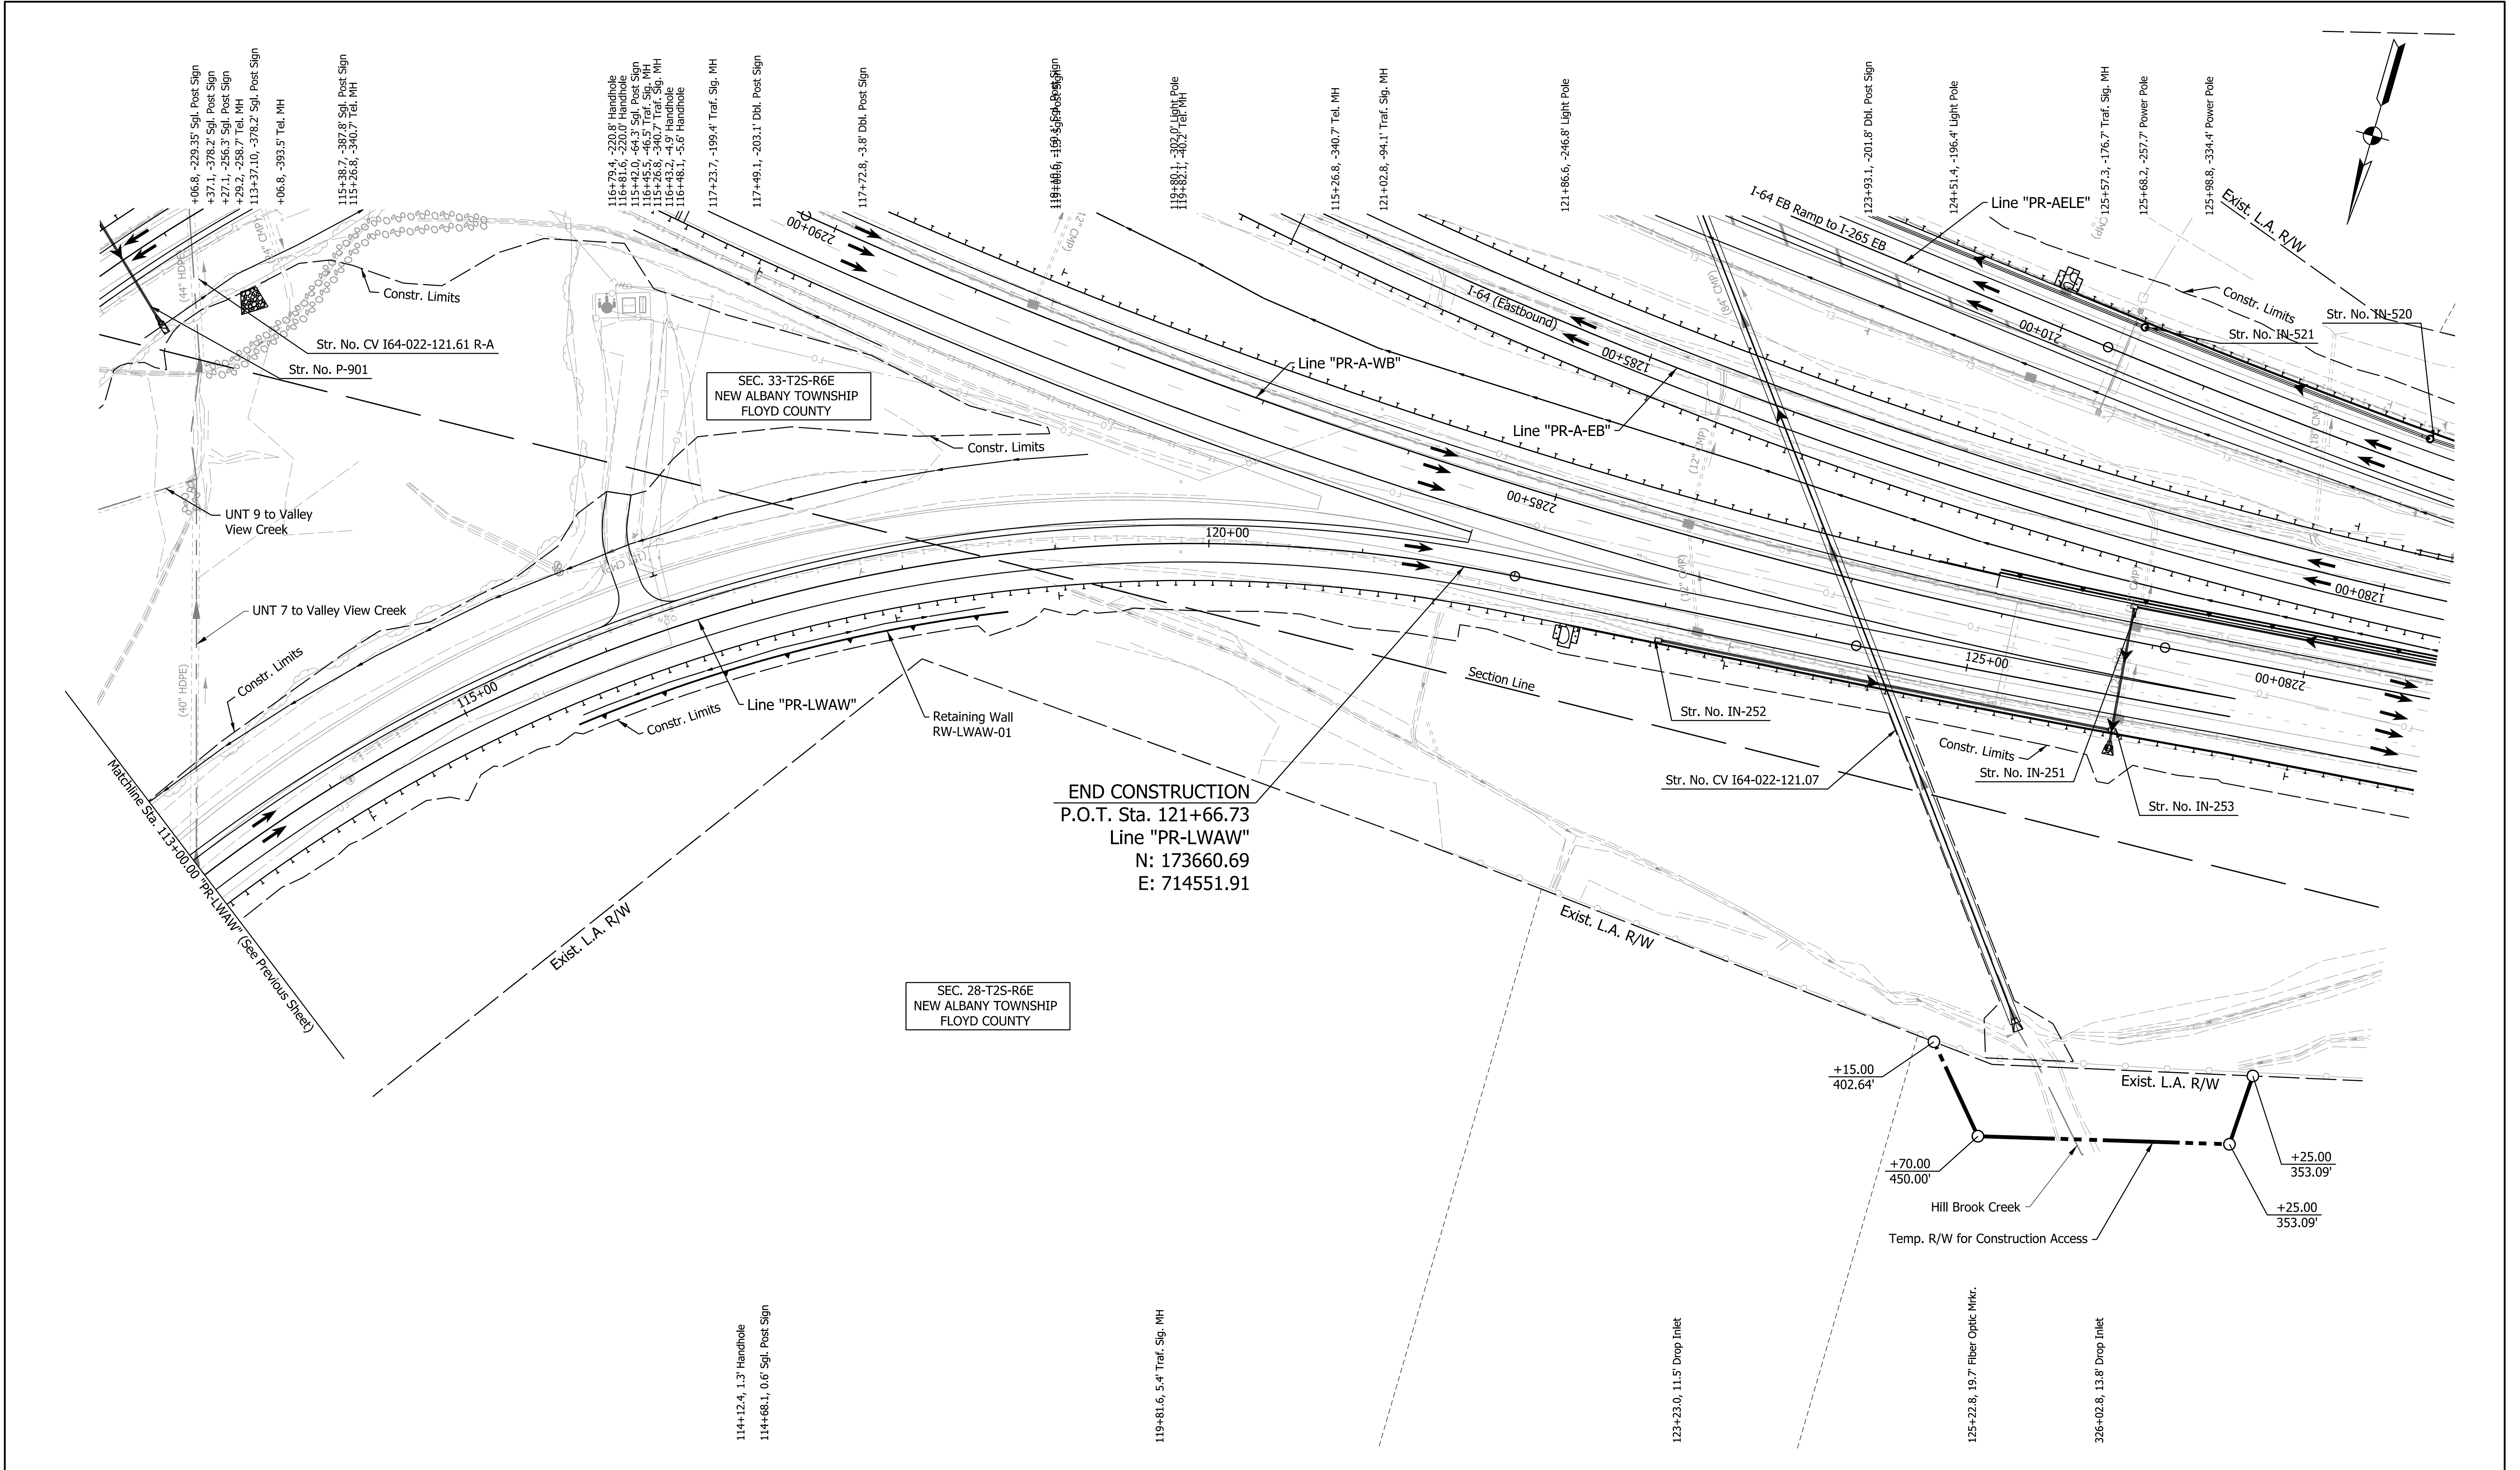 +06.8, -229.35' Sgl. Post Sign
+37.1, -378.2' Sgl. Post Sign
+27.1, -256.3' Sgl. Post Sign
+29.2, -258.7' Tel. MH
113+37.10, -378.2' Sgl. Post Sign
+06.8, -393.5' Tel. MH
115+38.7, -387.8' Sgl. Post Sign
115+26.8, -340.7' Tel. MH
116+79.4, -220.8' Handhole
116+81.6, -220.0' Handhole
115+42.0, -64.3' Sgl. Post Sign
116+45.5, -46.5' Traf. Sig. MH
115+26.8, -340.7' Traf. Sig. MH
116+43.2, -4.9' Handhole
116+48.1, -5.6' Handhole
117+23.7, -199.4' Traf. Sig. MH
117+49.1, -203.1' Dbl. Post Sign
117+72.8, -3.8' Dbl. Post Sign
119+80.1, -302.0' Light Pole
119+82.1, -40.2' Tel. MH
115+26.8, -340.7' Tel. MH
121+02.8, -94.1' Traf. Sig. MH
121+86.6, -246.8' Light Pole
123+93.1, -201.8' Dbl. Post Sign
124+51.4, -196.4' Light Pole
125+57.3, -176.7' Traf. Sig. MH
125+68.2, -257.7' Power Pole
125+98.8, -334.4' Power Pole
Exist. L.A. R/W
I-64 EB Ramp to I-265 EB
Line "PR-AELE"
Constr. Limits
Str. No. IN-520
Str. No. IN-521
210+00
2290+00
12" CMP)
(84" CMP)
CMP)
(44" HDPE)
" CMP)
Constr. Limits
Str. No. CV I64-022-121.61 R-A
Str. No. P-901
I-64 (Eastbound)
1285+00
Line "PR-A-WB"
Line "PR-A-EB"
SEC. 33-T2S-R6E
NEW ALBANY TOWNSHIP
FLOYD COUNTY
Constr. Limits
(12" CMP)
(18" CMP)
2285+00
UNT 9 to Valley
View Creek
120+00
(12" CMP)
(18" CMP)
CMP)
1280+00
UNT 7 to Valley View Creek
(40" HDPE)
Constr. Limits
115+00
Line "PR-LWAW"
Constr. Limits
Retaining Wall
RW-LWAW-01
Section Line
125+00
2280+00
Str. No. IN-252
Str. No. CV I64-022-121.07
Constr. Limits
Str. No. IN-251
Str. No. IN-253
END CONSTRUCTION
P.O.T. Sta. 121+66.73
Line "PR-LWAW"
N: 173660.69
E: 714551.91
Matchline Sta. 113+00.00 "PR-LWAW" (See Previous Sheet)
Exist. L.A. R/W
Exist. L.A. R/W
SEC. 28-T2S-R6E
NEW ALBANY TOWNSHIP
FLOYD COUNTY
+15.00
402.64'
Exist. L.A. R/W
+70.00
450.00'
+25.00
353.09'
Hill Brook Creek
+25.00
353.09'
Temp. R/W for Construction Access
114+12.4, 1.3' Handhole
114+68.1, 0.6' Sgl. Post Sign
119+81.6, 5.4' Traf. Sig. MH
123+23.0, 11.5' Drop Inlet
125+22.8, 19.7' Fiber Optic Mrkr.
326+02.8, 13.8' Drop Inlet